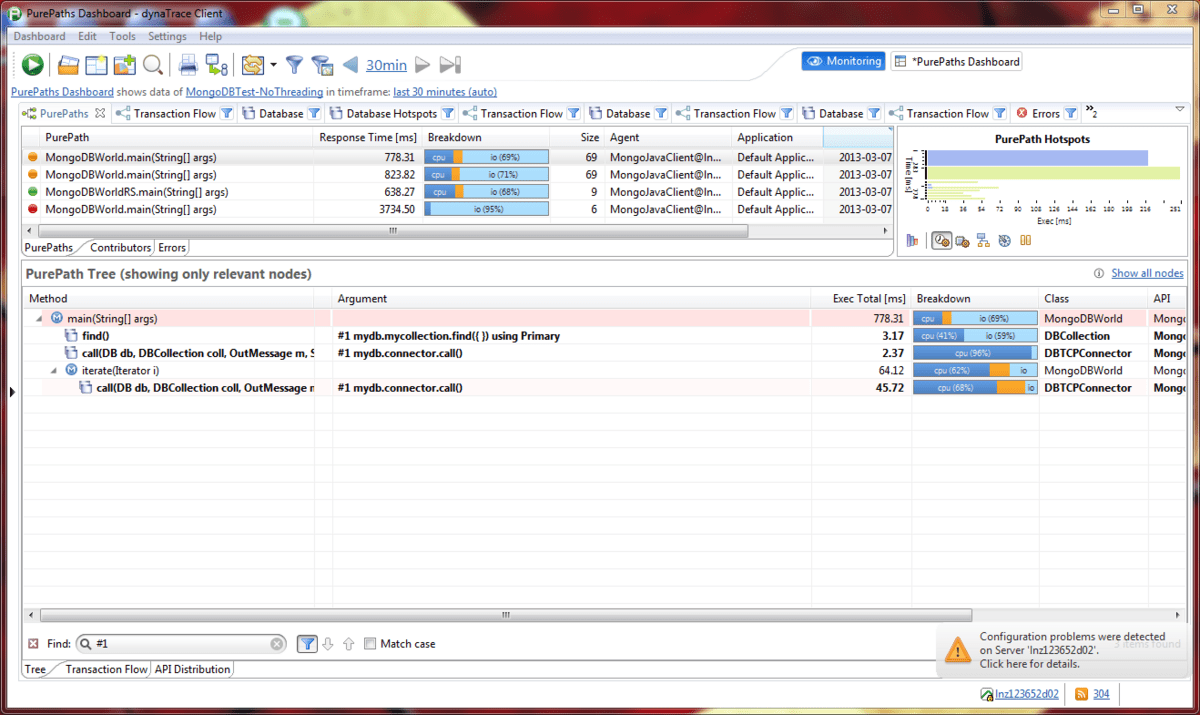 PurePaths Dashboard - dynaTrace Client
Dashboard Edit Tools Settings Help
30min
Monitoring *PurePaths Dashboard
PurePaths Dashboard shows data of MongoDBTest-NoThreading in timeframe: last 30 minutes (auto)
PurePaths Transaction Flow Database Database Hotspots Transaction Flow Database Transaction Flow Database Transaction Flow Errors »2
PurePath Response Time [ms] Breakdown Size Agent Application
MongoDBWorld.main(String[] args) 778.31 cpu io (69%) 69 MongoJavaClient@In... Default Applic... 2013-03-07
MongoDBWorld.main(String[] args) 823.82 cpu io (71%) 69 MongoJavaClient@In... Default Applic... 2013-03-07
MongoDBWorldRS.main(String[] args) 638.27 cpu io (68%) 9 MongoJavaClient@In... Default Applic... 2013-03-07
MongoDBWorld.main(String[] args) 3734.50 io (95%) 6 MongoJavaClient@In... Default Applic... 2013-03-07
PurePaths Contributors Errors
PurePath Hotspots
Time [ms]
0 18 36 54 72 90 108 126 144 162 180 198 216 251
Exec [ms]
PurePath Tree (showing only relevant nodes) Show all nodes
Method Argument Exec Total [ms] Breakdown Class API
main(String[] args) 778.31 cpu io (69%) MongoDBWorld Mongo
find() #1 mydb.mycollection.find({ }) using Primary 3.17 cpu (41%) io (59%) DBCollection Mongo
call(DB db, DBCollection coll, OutMessage m, S #1 mydb.connector.call() 2.37 cpu (96%) DBTCPConnector Mongo
iterate(Iterator i) 64.12 cpu (62%) io MongoDBWorld Mongo
call(DB db, DBCollection coll, OutMessage m #1 mydb.connector.call() 45.72 cpu (68%) io DBTCPConnector Mongo
Find: #1 Match case
5 items found
Configuration problems were detected
on Server 'lnz123652d02'.
Click here for details.
Tree Transaction Flow API Distribution
lnz123652d02 304